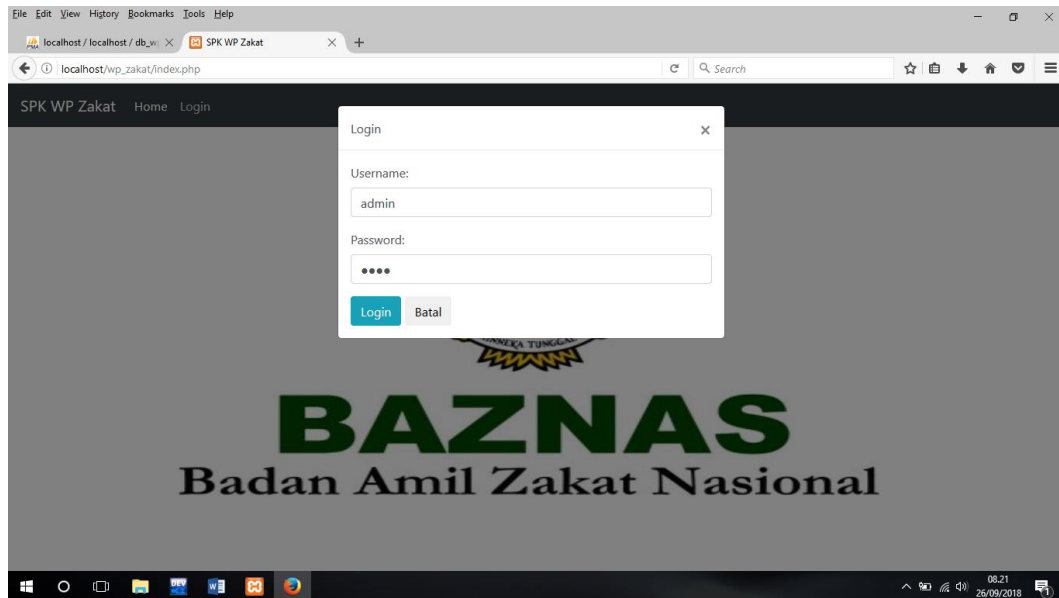 File Edit View History Bookmarks Tools Help
localhost / localhost / db_w
SPK WP Zakat
localhost/wp_zakat/index.php
Search
SPK WP Zakat Home Login
Login
Username:
admin
Password:
Login Batal
TUNGGAL
BAZNAS
Badan Amil Zakat Nasional
DEV
08.21
26/09/2018